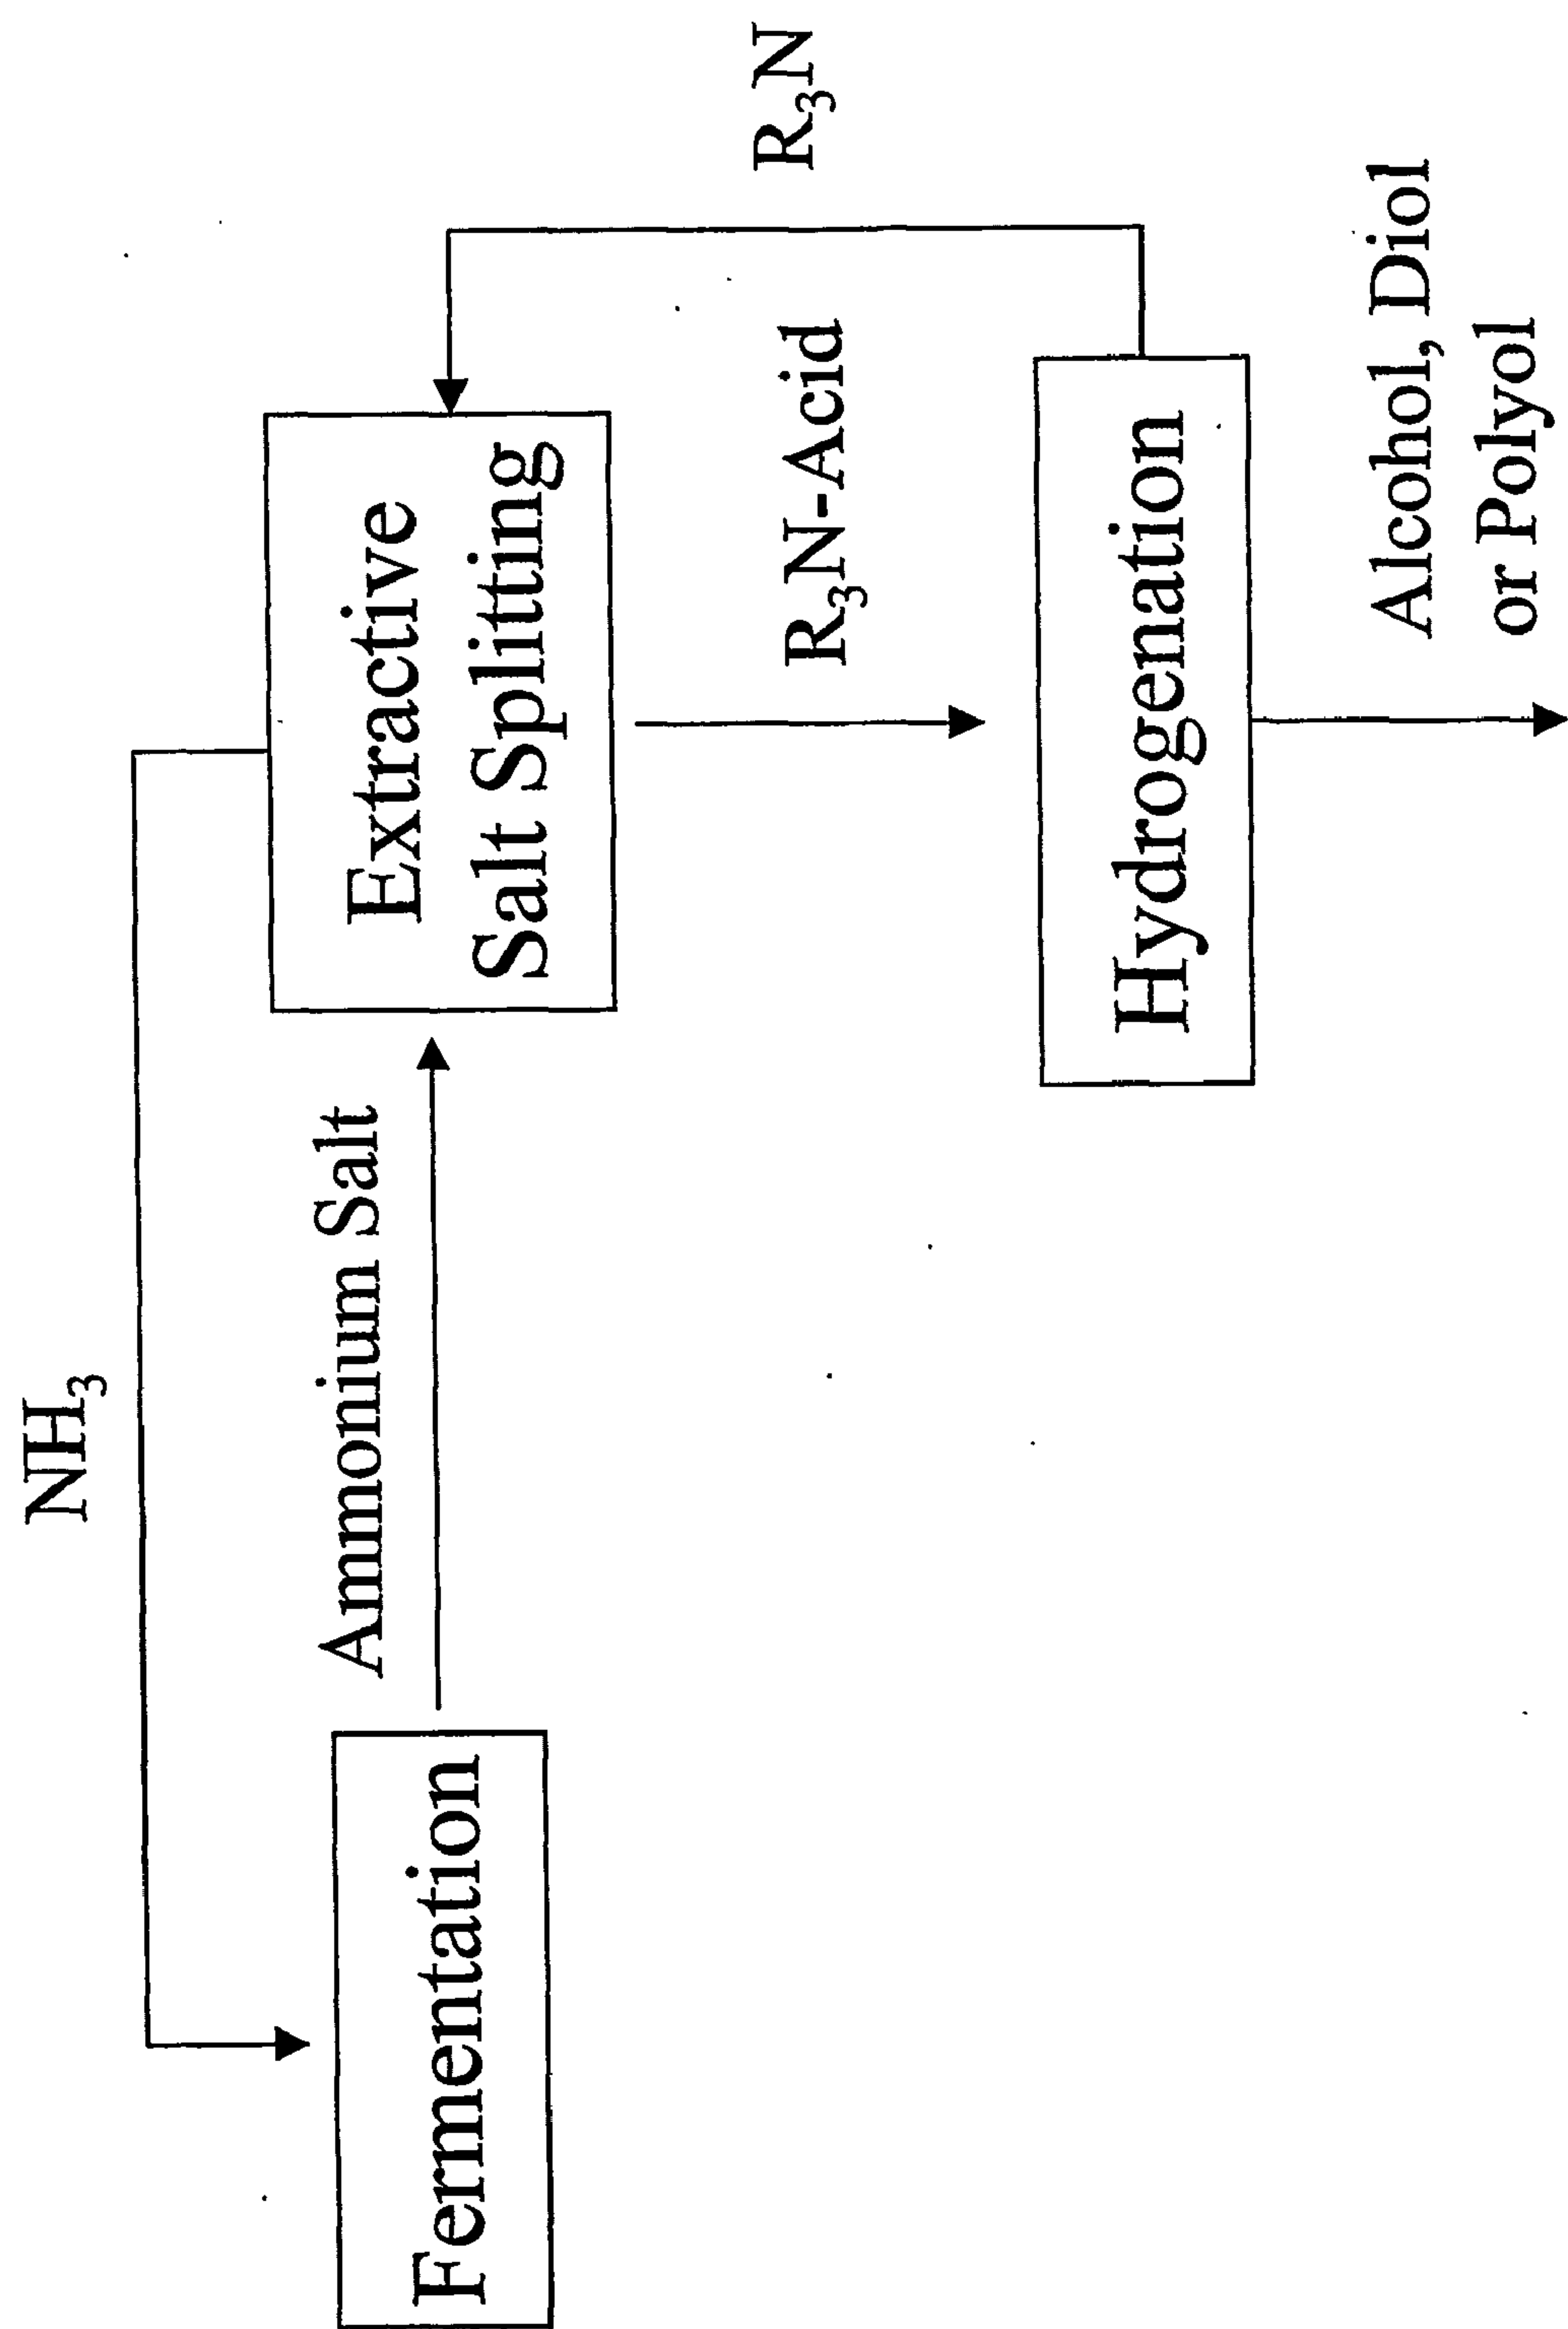 NH₃
Ammonium Salt
Fermentation
Extractive
Salt Splitting
R₃N-Acid
R₃N
Hydrogenation
Alcohol, Diol
or Polyol